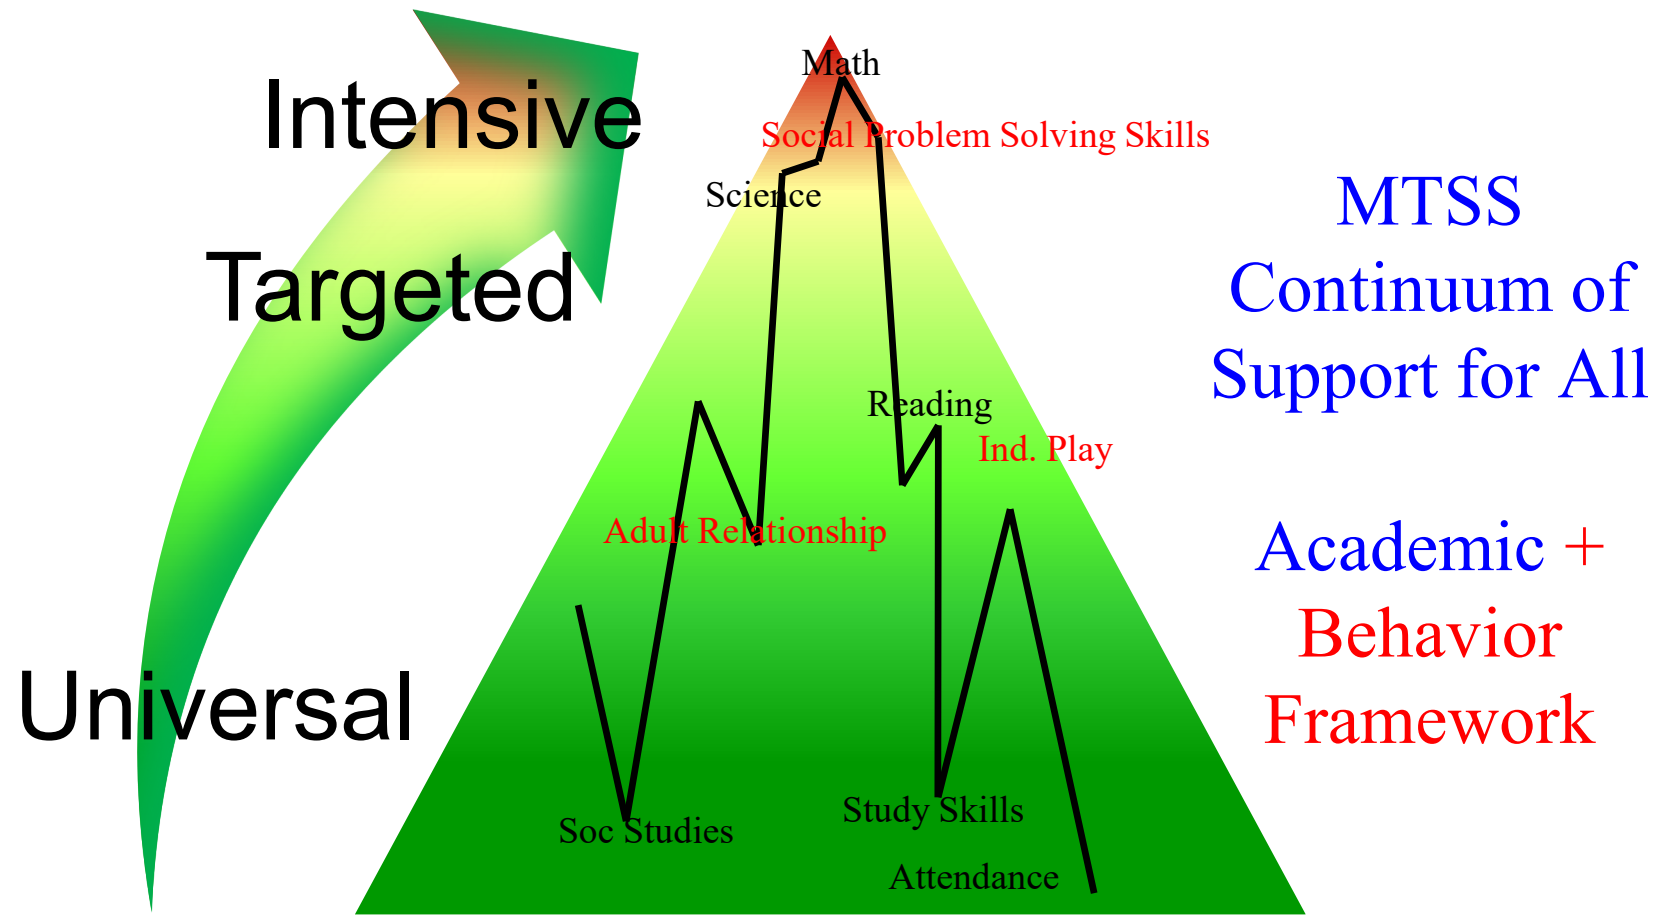 Math
Intensive
Social Problem Solving Skills
Science
MTSS
Continuum of
Support for All
Targeted
Reading
Ind. Play
Adult Relationship
Academic +
Behavior
Framework
Universal
Soc Studies
Study Skills
Attendance